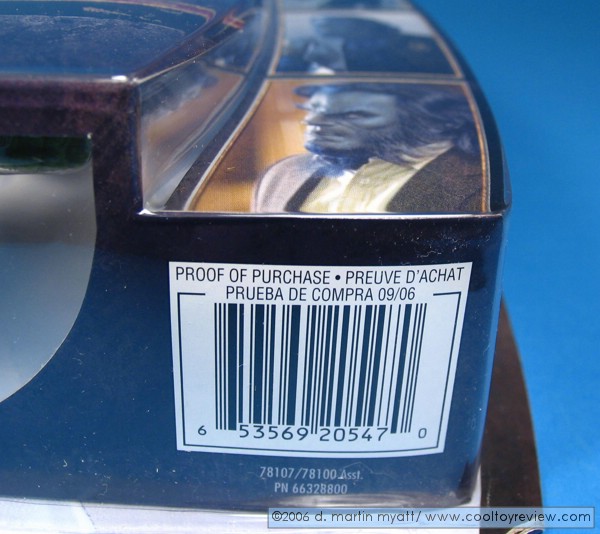 PROOF OF PURCHASE • PREUVE D'ACHAT
PRUEBA DE COMPRA 09/06
6 53569 20547 0
78107/78100 Asst.
PN 6632BB00
©2006 d. martin myatt/ www.cooltoyreview.com